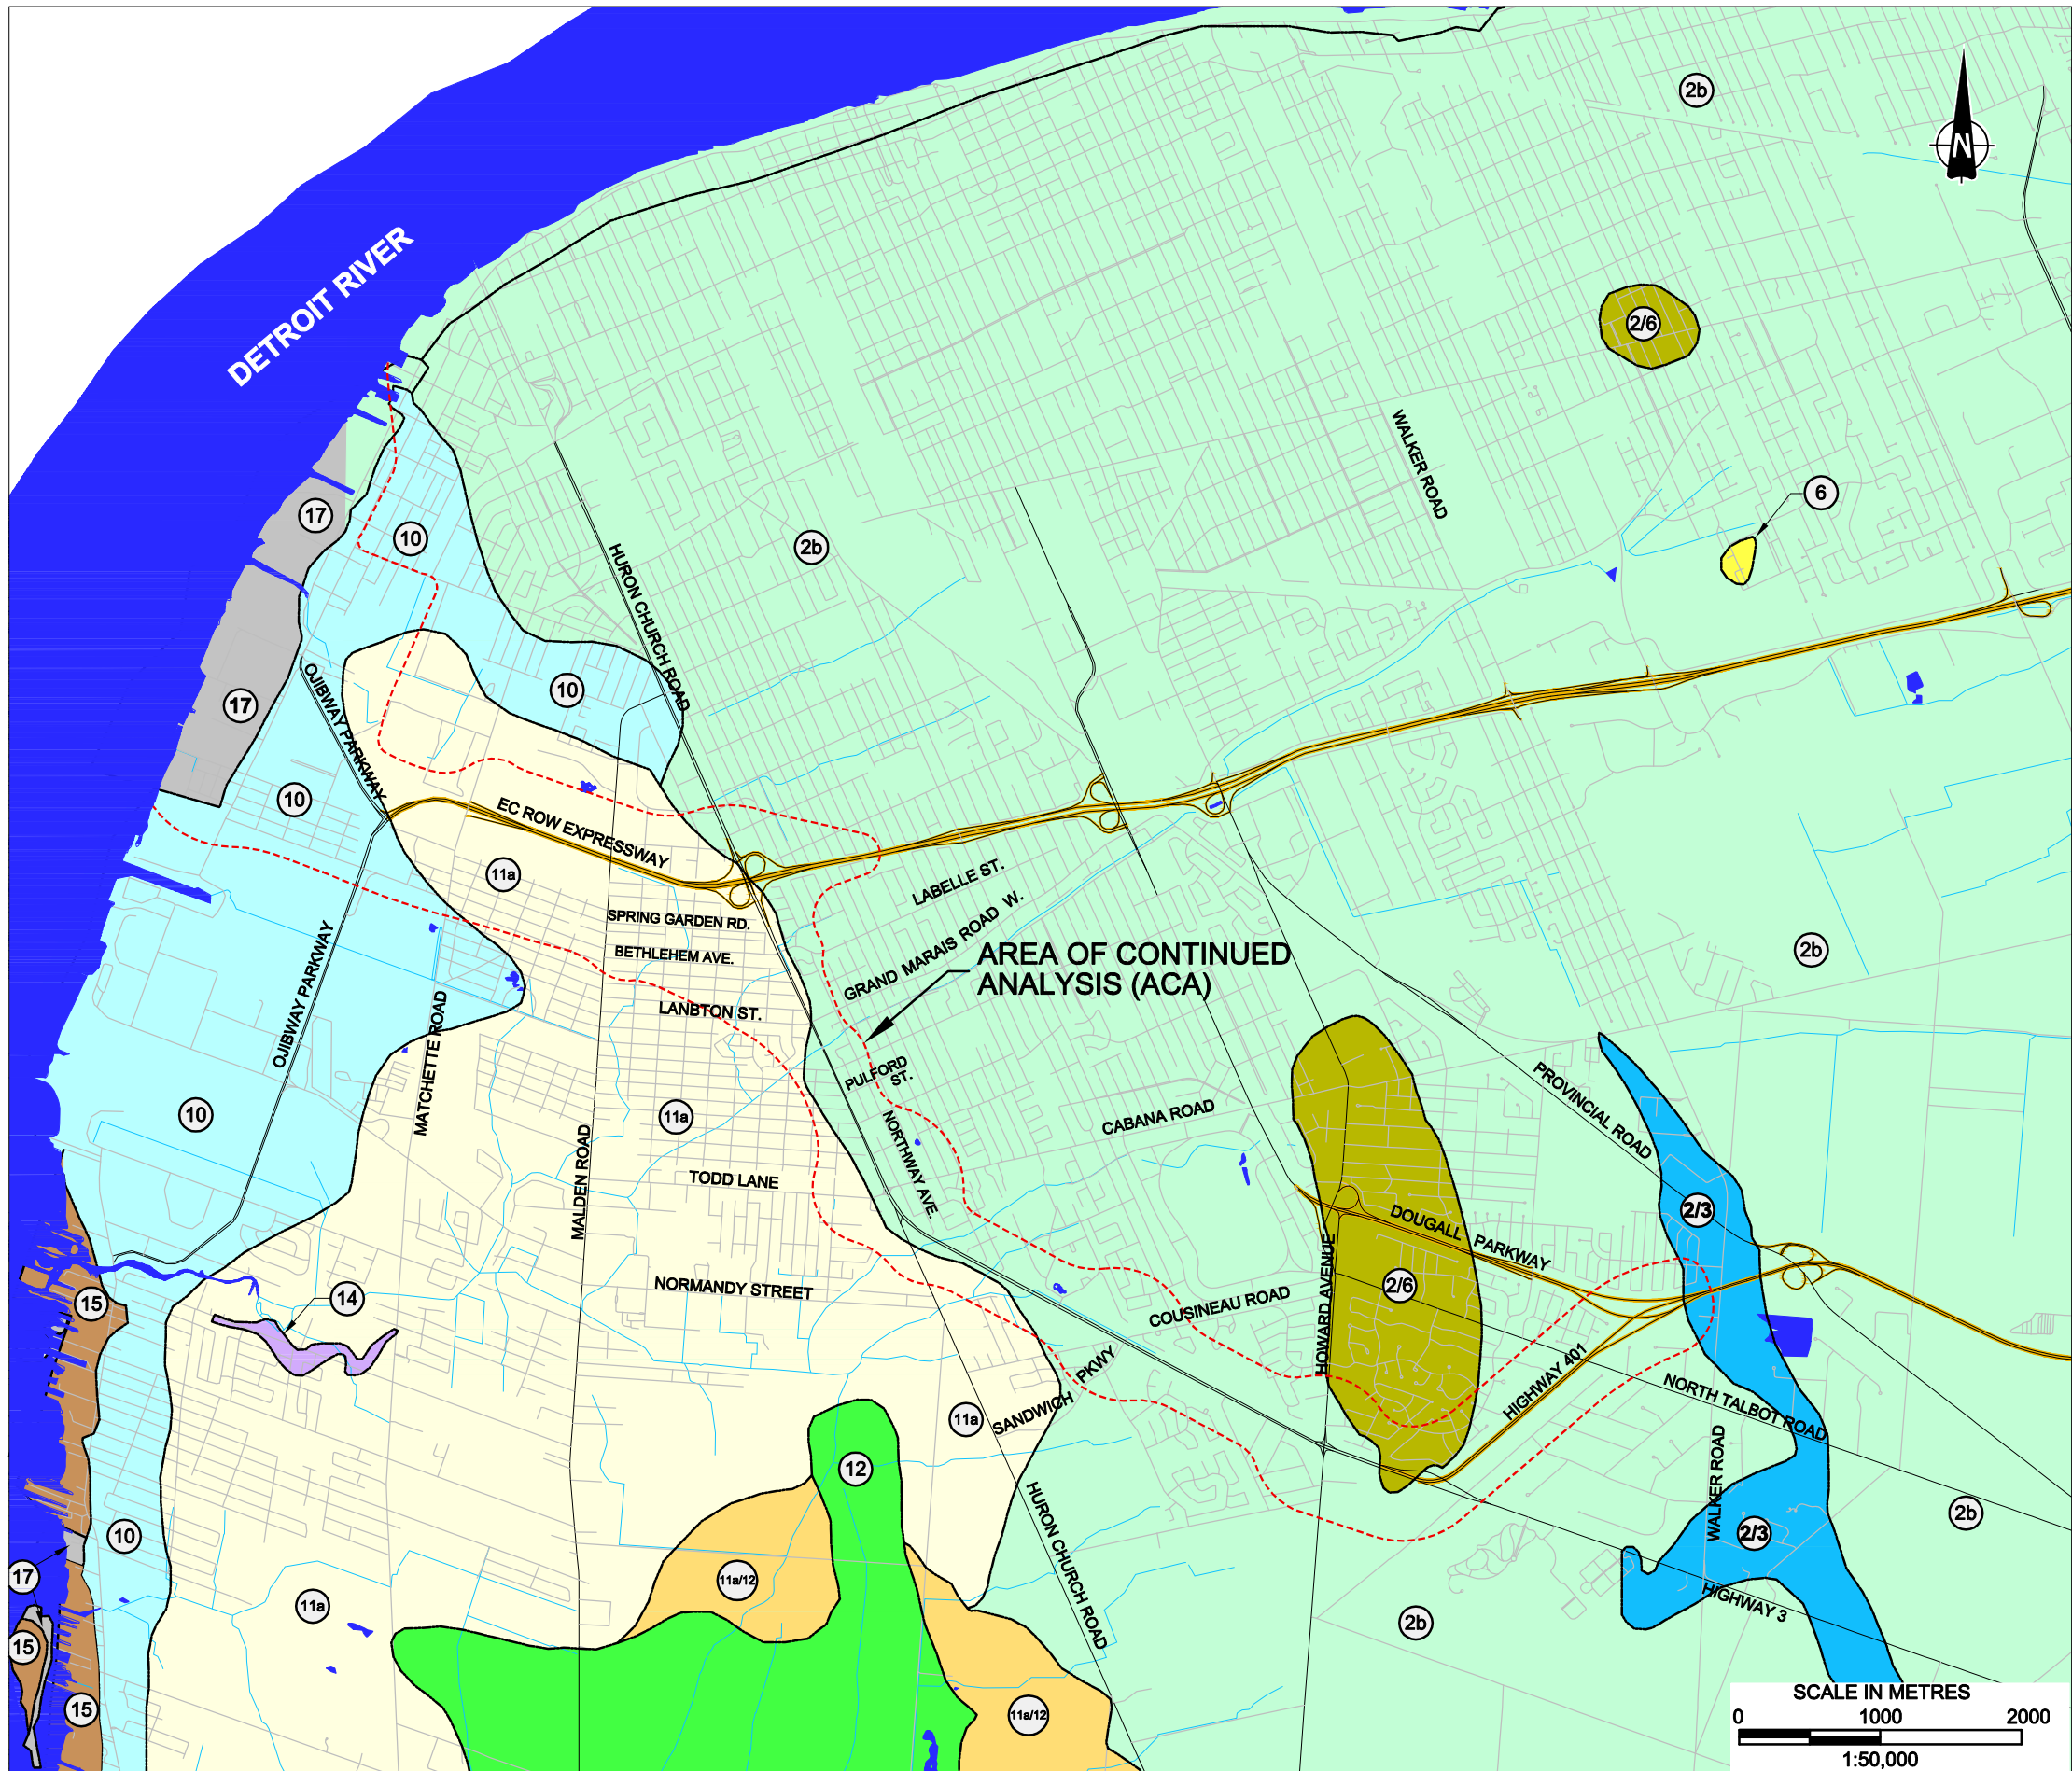 2b
N
DETROIT RIVER
2/6
WALKER ROAD
6
17
10
2b
HURON CHURCH ROAD
10
17
OJIBWAY PARKWAY
10
EC ROW EXPRESSWAY
11a
LABELLE ST.
SPRING GARDEN RD.
GRAND MARAIS ROAD W.
BETHLEHEM AVE.
AREA OF CONTINUED
ANALYSIS (ACA)
2b
OJIBWAY PARKWAY
LANBTON ST.
MATCHETTE ROAD
PULFORD
ST.
10
11a
CABANA ROAD
PROVINCIAL ROAD
NORTHWAY AVE.
MALDEN ROAD
TODD LANE
2/3
DOUGALL PARKWAY
HOWARD AVENUE
2/6
NORMANDY STREET
14
15
COUSINEAU ROAD
HIGHWAY 401
SANDWICH PKWY
NORTH TALBOT ROAD
11a
12
WALKER ROAD
2b
10
2/3
HURON CHURCH ROAD
17
11a/12
11a
HIGHWAY 3
2b
15
15
11a/12
SCALE IN METRES
0 1000 2000
1:50,000